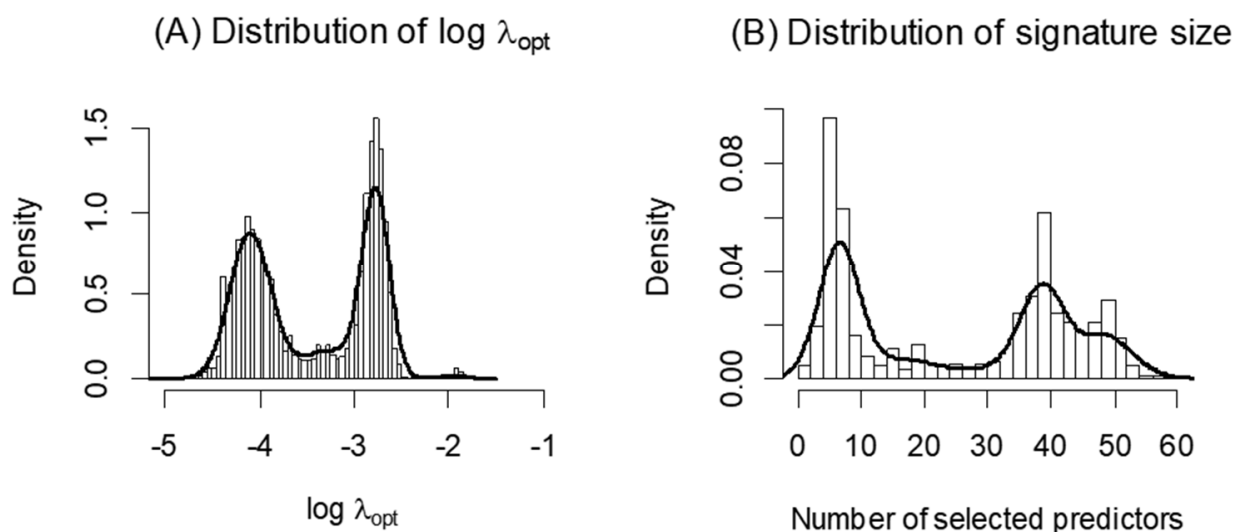 (A) Distribution of log λopt
Density
0.0 0.5 1.0 1.5
-5 -4 -3 -2 -1
log λopt
(B) Distribution of signature size
Density
0.00 0.04 0.08
0 10 20 30 40 50 60
Number of selected predictors